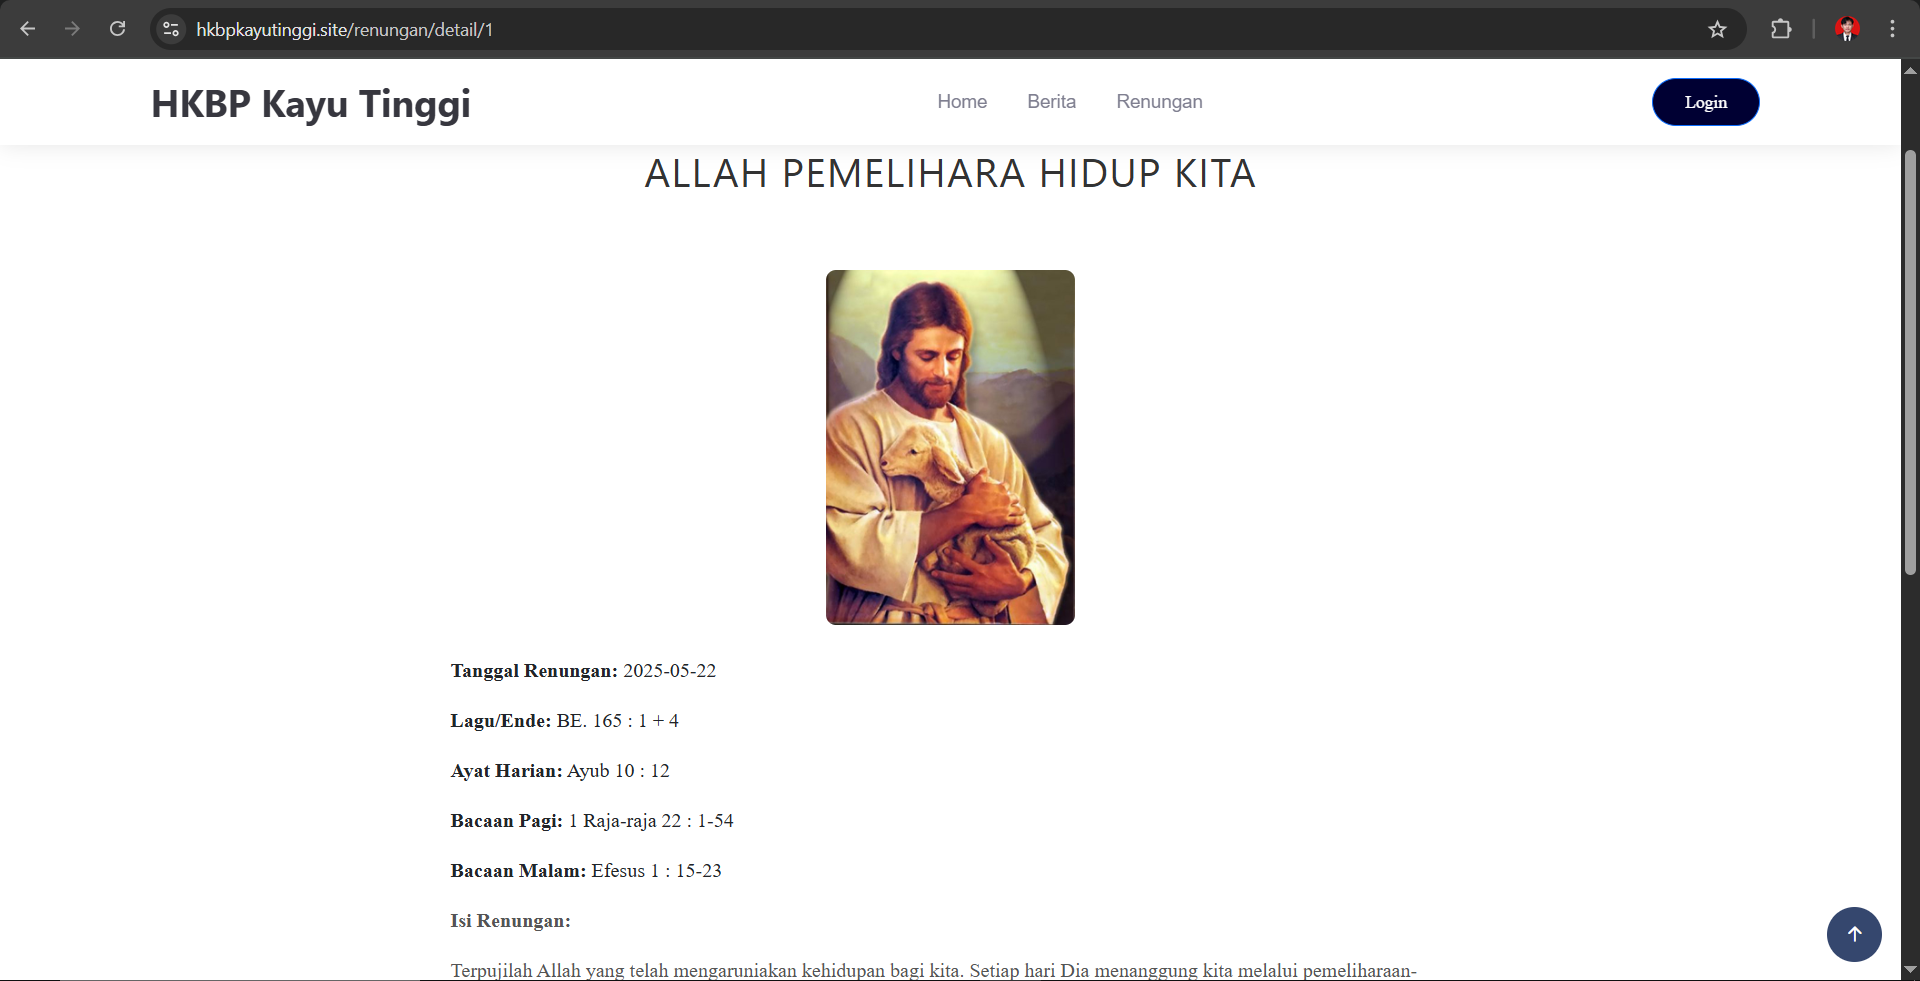 hkbpkayutinggi.site/renungan/detail/1
HKBP Kayu Tinggi
Home
Berita
Renungan
Login
ALLAH PEMELIHARA HIDUP KITA
Tanggal Renungan: 2025-05-22
Lagu/Ende: BE. 165 : 1 + 4
Ayat Harian: Ayub 10 : 12
Bacaan Pagi: 1 Raja-raja 22 : 1-54
Bacaan Malam: Efesus 1 : 15-23
Isi Renungan:
Terpujilah Allah yang telah mengaruniakan kehidupan bagi kita. Setiap hari Dia menanggung kita melalui pemeliharaan-